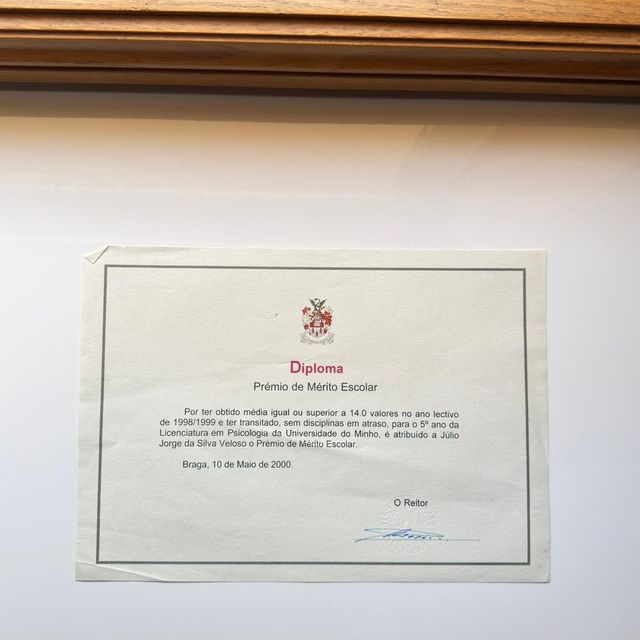 Diploma
Prémio de Mérito Escolar
Por ter obtido média igual ou superior a 14.0 valores no ano lectivo
de 1998/1999 e ter transitado, sem disciplinas em atraso, para o 5º ano da
Licenciatura em Psicologia da Universidade do Minho, é atribuído a Júlio
Jorge da Silva Veloso o Prémio de Mérito Escolar.
Braga, 10 de Maio de 2000.
O Reitor